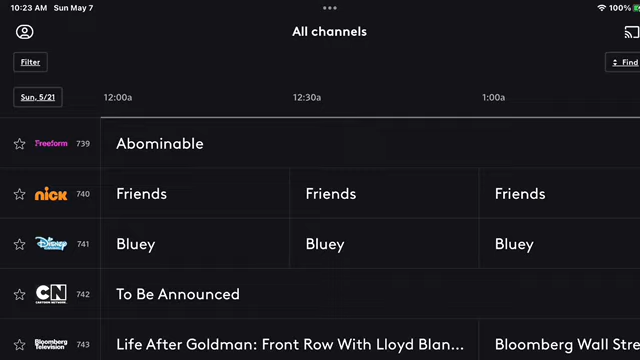 10:23 AM Sun May 7
100%
All channels
Filter
Find
Sun, 5/21
12:00a
12:30a
1:00a
Freeform 739 Abominable
nick 740 Friends Friends Friends
Disney 741 Bluey Bluey Bluey
CN CARTOON NETWORK 742 To Be Announced
Bloomberg Television 743 Life After Goldman: Front Row With Lloyd Blan... Bloomberg Wall Stre